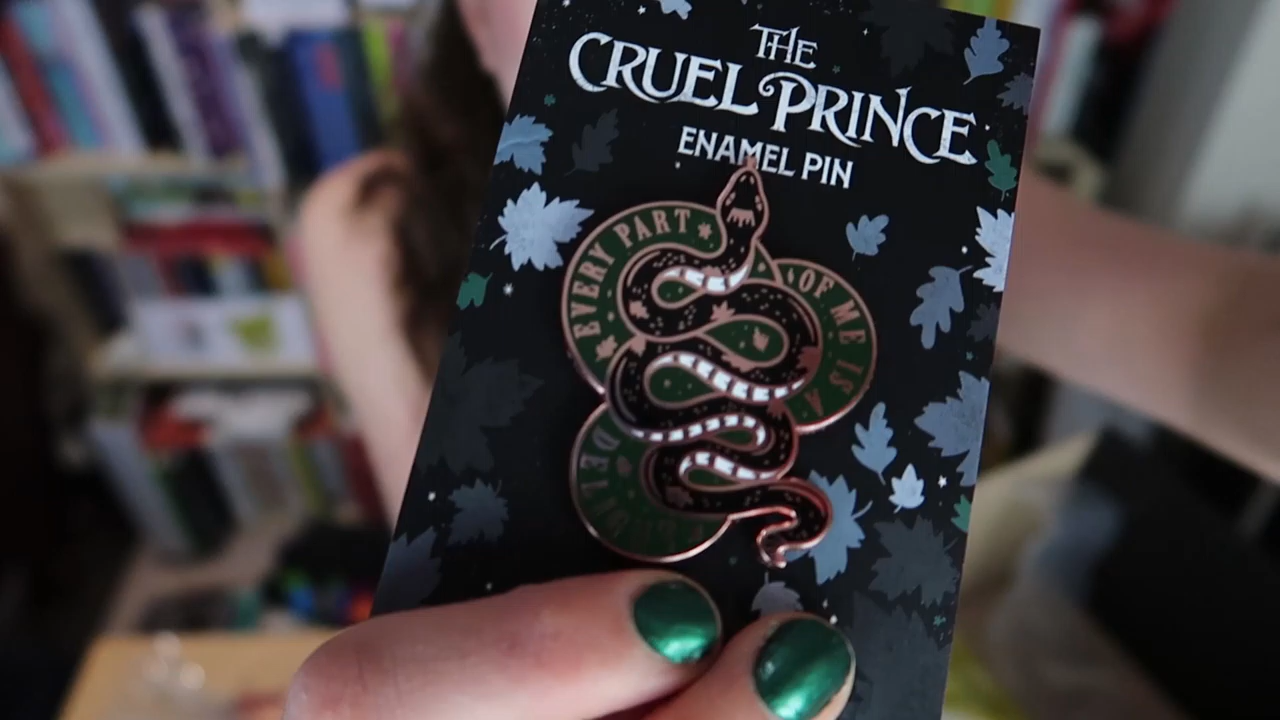 THE
CRUEL PRINCE
ENAMEL PIN
EVERY PART
OF ME IS A